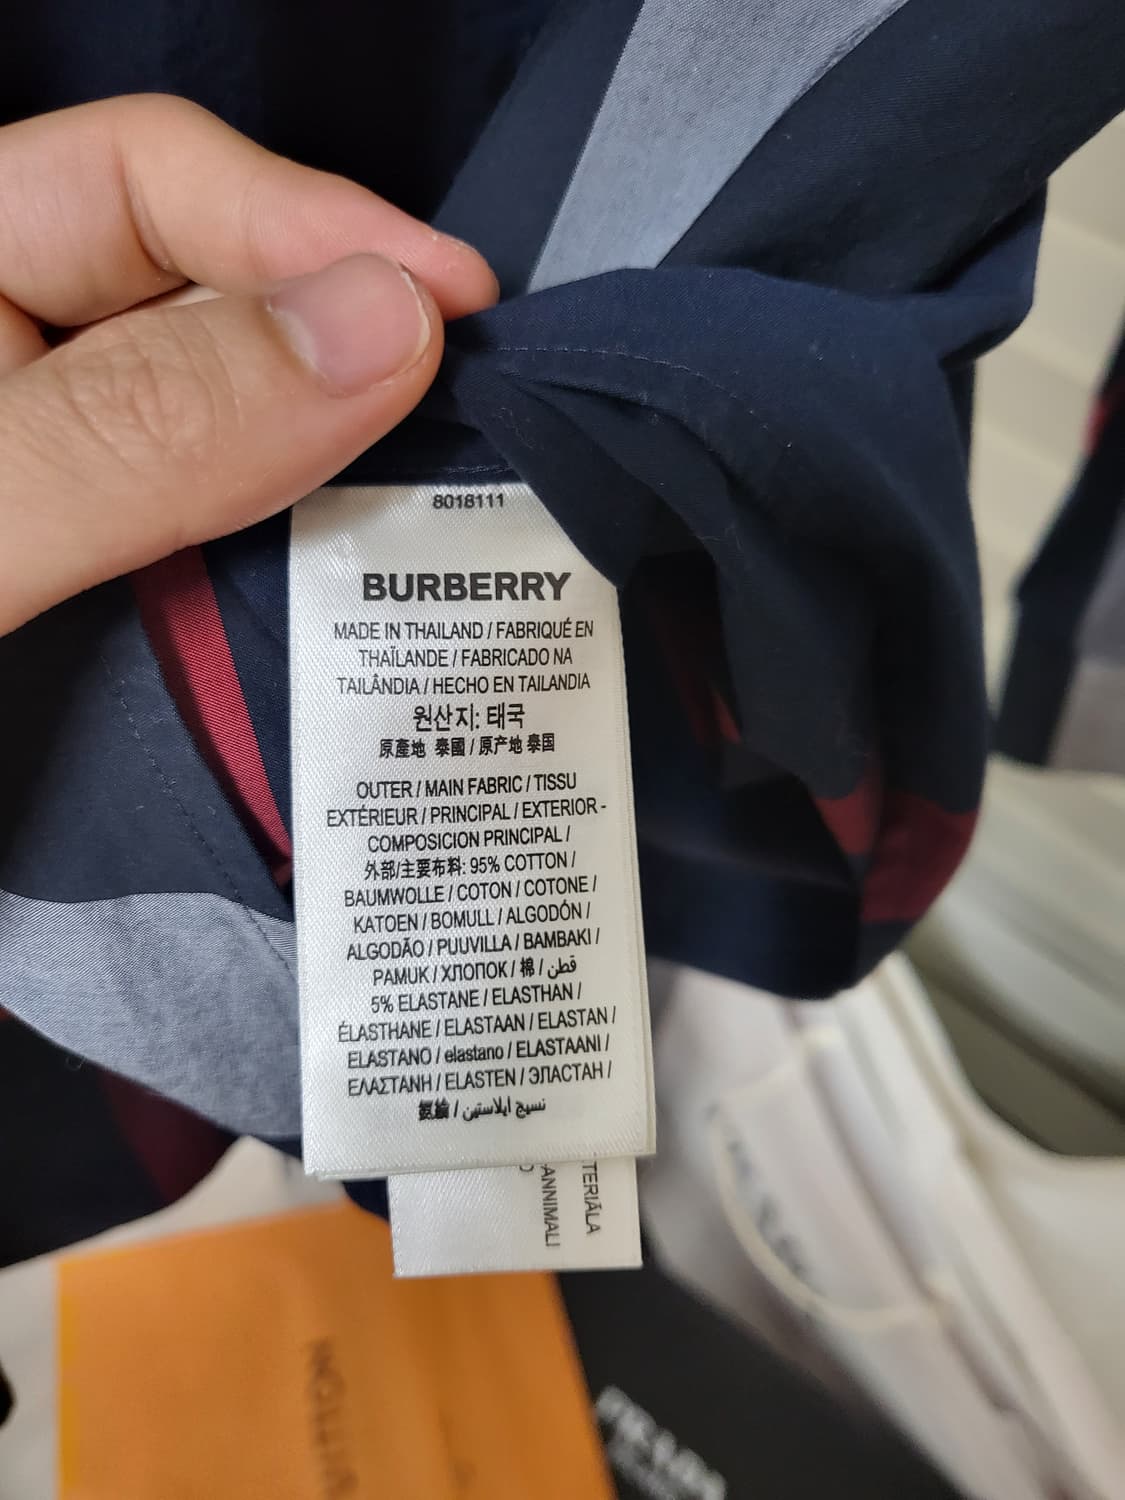 8018111
BURBERRY
MADE IN THAILAND / FABRIQUÉ EN
THAÏLANDE / FABRICADO NA
TAILÂNDIA / HECHO EN TAILANDIA
원산지: 태국
原產地 泰國 / 原产地 泰国
OUTER / MAIN FABRIC / TISSU
EXTÉRIEUR / PRINCIPAL / EXTERIOR -
COMPOSICION PRINCIPAL /
外部/主要布料: 95% COTTON /
BAUMWOLLE / COTON / COTONE /
KATOEN / BOMULL / ALGODÓN /
ALGODÃO / PUUVILLA / BAMBAKI /
PAMUK / ХЛОПОК / 棉 / قطن
5% ELASTANE / ELASTHAN /
ÉLASTHANE / ELASTAAN / ELASTAN /
ELASTANO / elastano / ELASTAANI /
ΕΛΑΣΤΑΝΗ / ELASTEN / ЭЛАСТАН /
氨綸 / نسيج ايلاستين
TERIÁLA
-ANNIMALI
PRADA